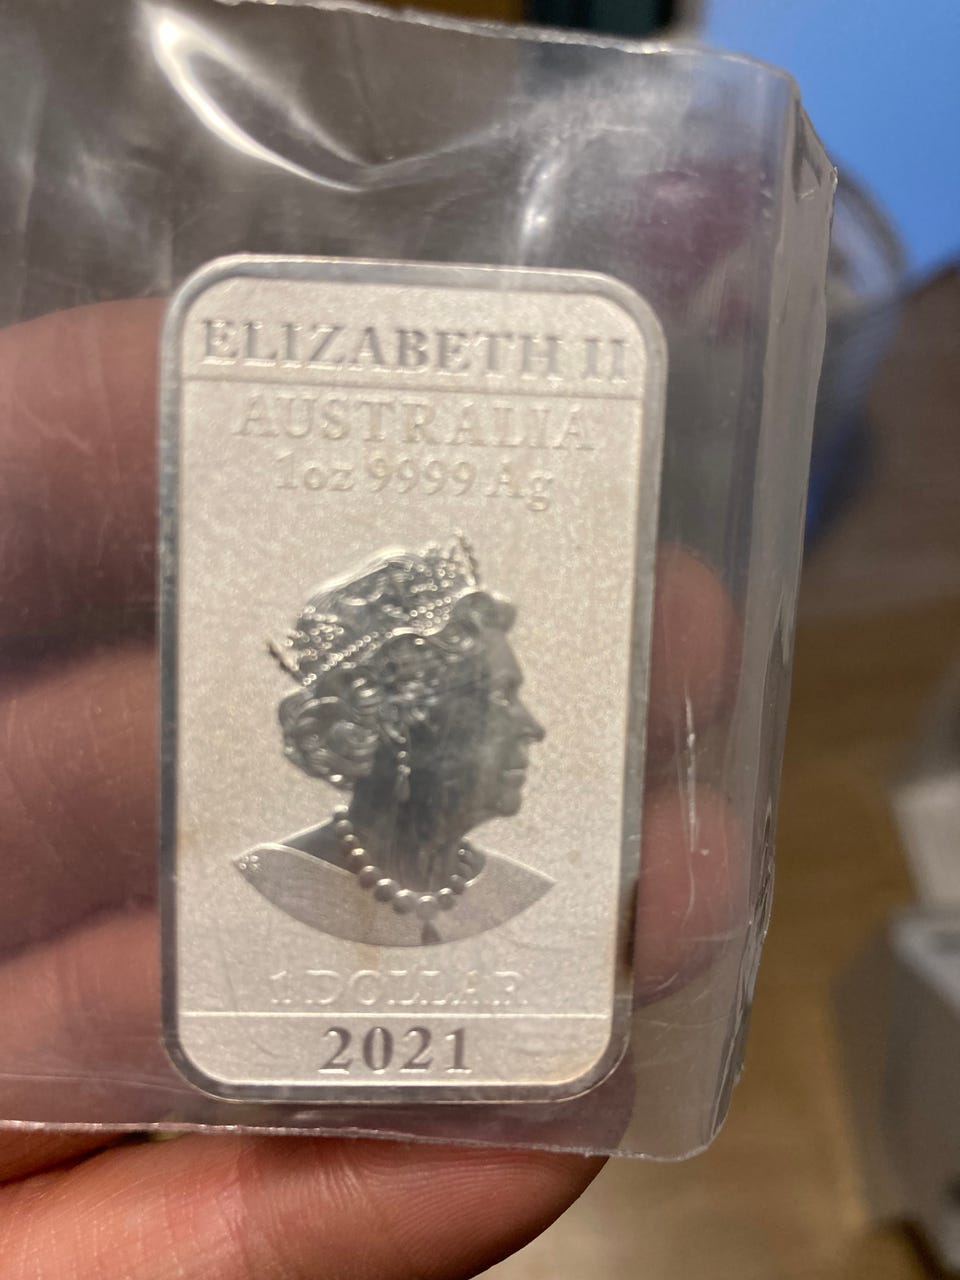 ELIZABETH II
AUSTRALIA
1oz 9999 Ag
1 DOLLAR
2021